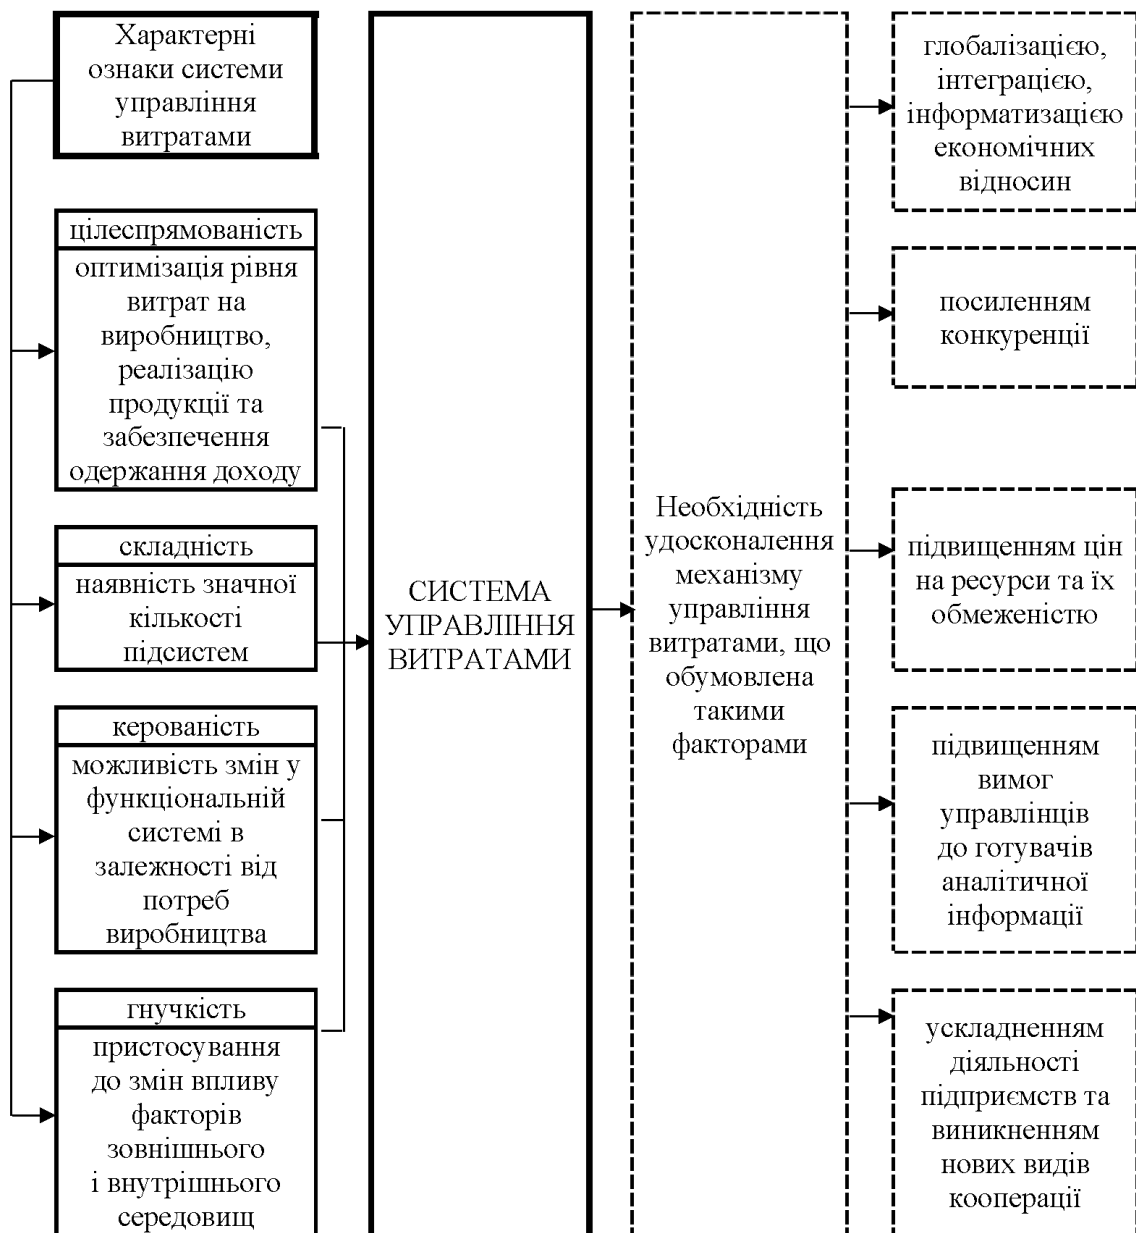 Характерні
ознаки системи
управління
витратами
цілеспрямованість
оптимізація рівня
витрат на
виробництво,
реалізацію
продукції та
забезпечення
одержання доходу
складність
наявність значної
кількості
підсистем
керованість
можливість змін у
функціональній
системі в
залежності від
потреб
виробництва
гнучкість
пристосування
до змін впливу
факторів
зовнішнього
і внутрішнього
середовищ
СИСТЕМА
УПРАВЛІННЯ
ВИТРАТАМИ
Необхідність
удосконалення
механізму
управління
витратами, що
обумовлена
такими
факторами
глобалізацією,
інтеграцією,
інформатизацією
економічних
відносин
посиленням
конкуренції
підвищенням цін
на ресурси та їх
обмеженістю
підвищенням
вимог
управлінців
до готувачів
аналітичної
інформації
ускладненням
діяльності
підприємств та
виникненням
нових видів
кооперації